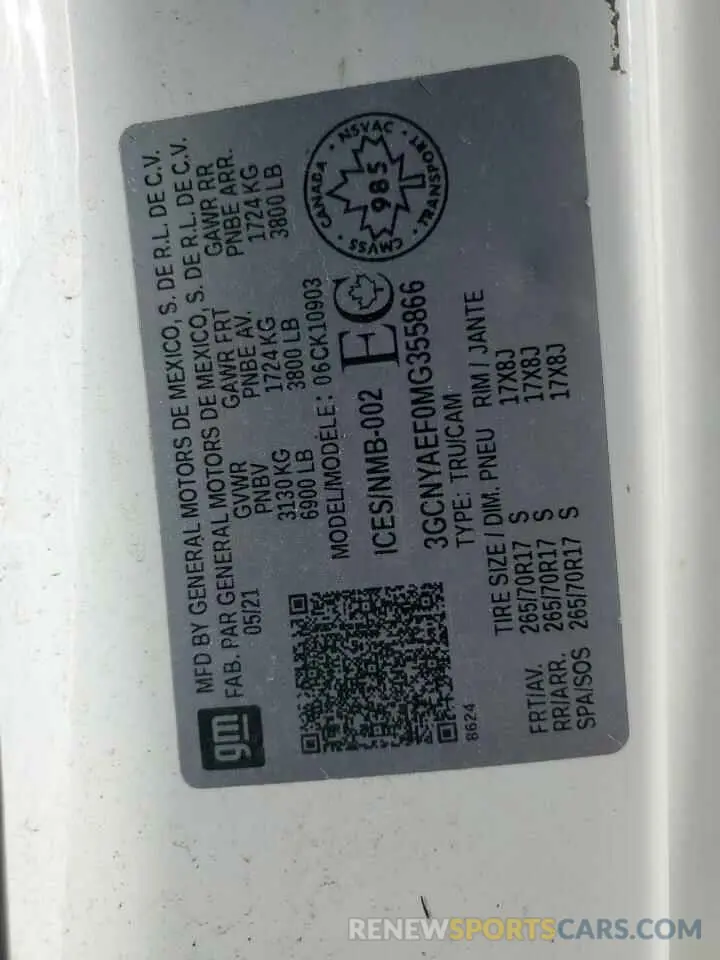 gm
MFD BY GENERAL MOTORS DE MEXICO, S. DE R.L. DE C.V.
FAB. PAR GENERAL MOTORS DE MEXICO, S. DE R.L. DE C.V.
05/21 GVWR GAWR FRT GAWR RR
PNBV PNBE AV. PNBE ARR.
3130 KG 1724 KG 1724 KG
6900 LB 3800 LB 3800 LB
MODEL/MODÈLE: 06CK10903
ICES/NMB-002 EC
CANADA · NSVAC · TRANSPORT · CMVSS
985
3GCNYAEF0MG355866
TYPE: TRU/CAM
8624
TIRE SIZE / DIM. PNEU RIM / JANTE
FRT/AV. 265/70R17 S 17X8J
RR/ARR. 265/70R17 S 17X8J
SPA/SOS 265/70R17 S 17X8J
RENEWSPORTSCARS.COM